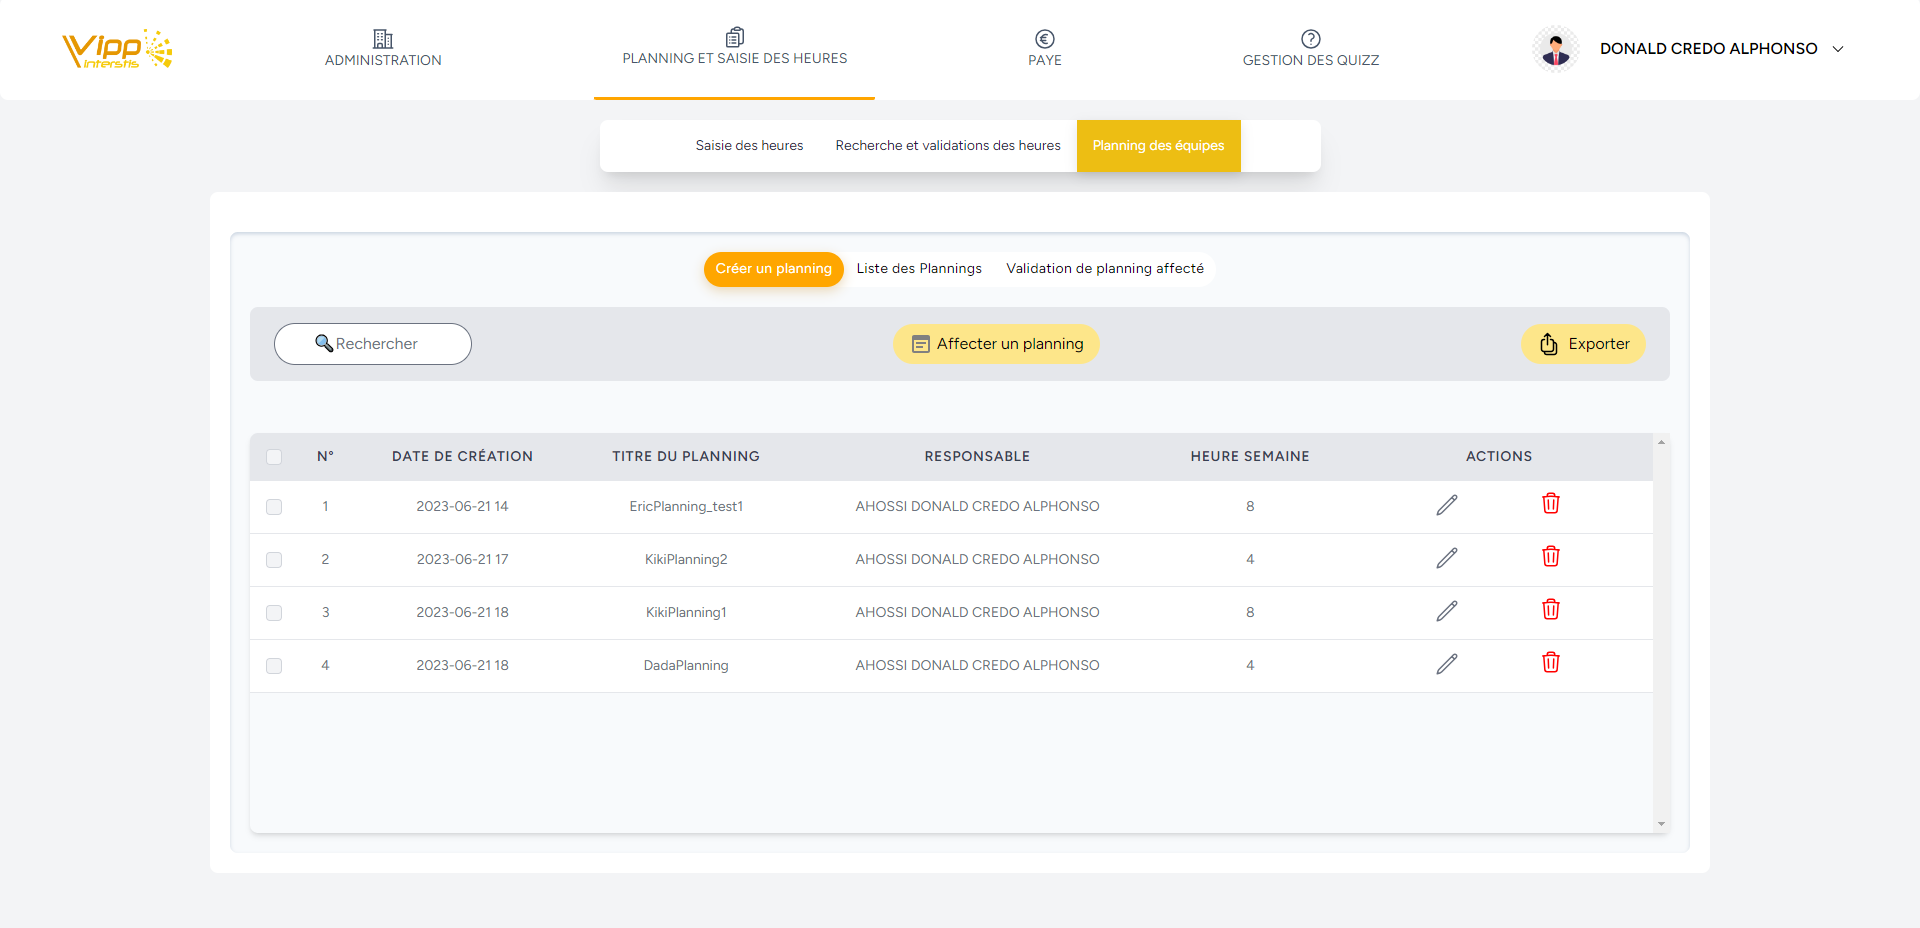 Vipp
Interstis
ADMINISTRATION
PLANNING ET SAISIE DES HEURES
PAYE
GESTION DES QUIZZ
DONALD CREDO ALPHONSO
Saisie des heures
Recherche et validations des heures
Planning des équipes
Créer un planning
Liste des Plannings
Validation de planning affecté
Rechercher
Affecter un planning
Exporter
N° DATE DE CRÉATION TITRE DU PLANNING RESPONSABLE HEURE SEMAINE ACTIONS
1 2023-06-21 14 EricPlanning_test1 AHOSSI DONALD CREDO ALPHONSO 8
2 2023-06-21 17 KikiPlanning2 AHOSSI DONALD CREDO ALPHONSO 4
3 2023-06-21 18 KikiPlanning1 AHOSSI DONALD CREDO ALPHONSO 8
4 2023-06-21 18 DadaPlanning AHOSSI DONALD CREDO ALPHONSO 4